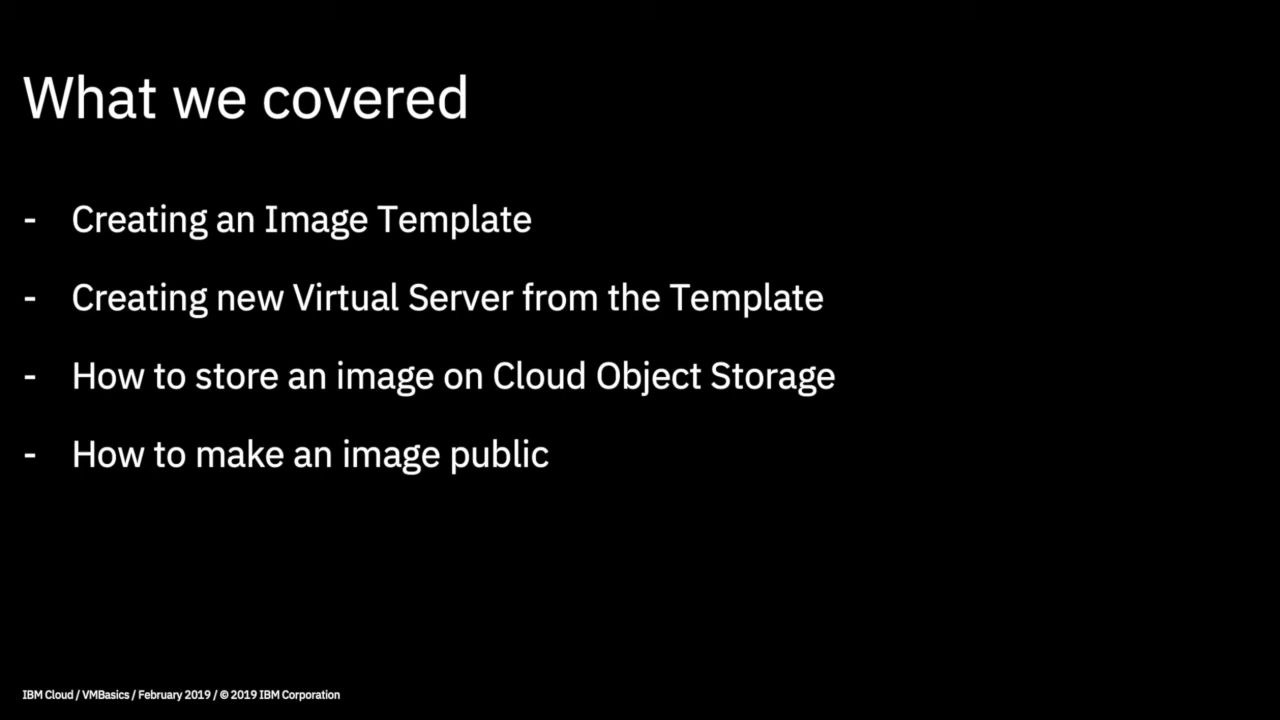 What we covered
- Creating an Image Template
- Creating new Virtual Server from the Template
- How to store an image on Cloud Object Storage
- How to make an image public
IBM Cloud / VMBasics / February 2019 / © 2019 IBM Corporation